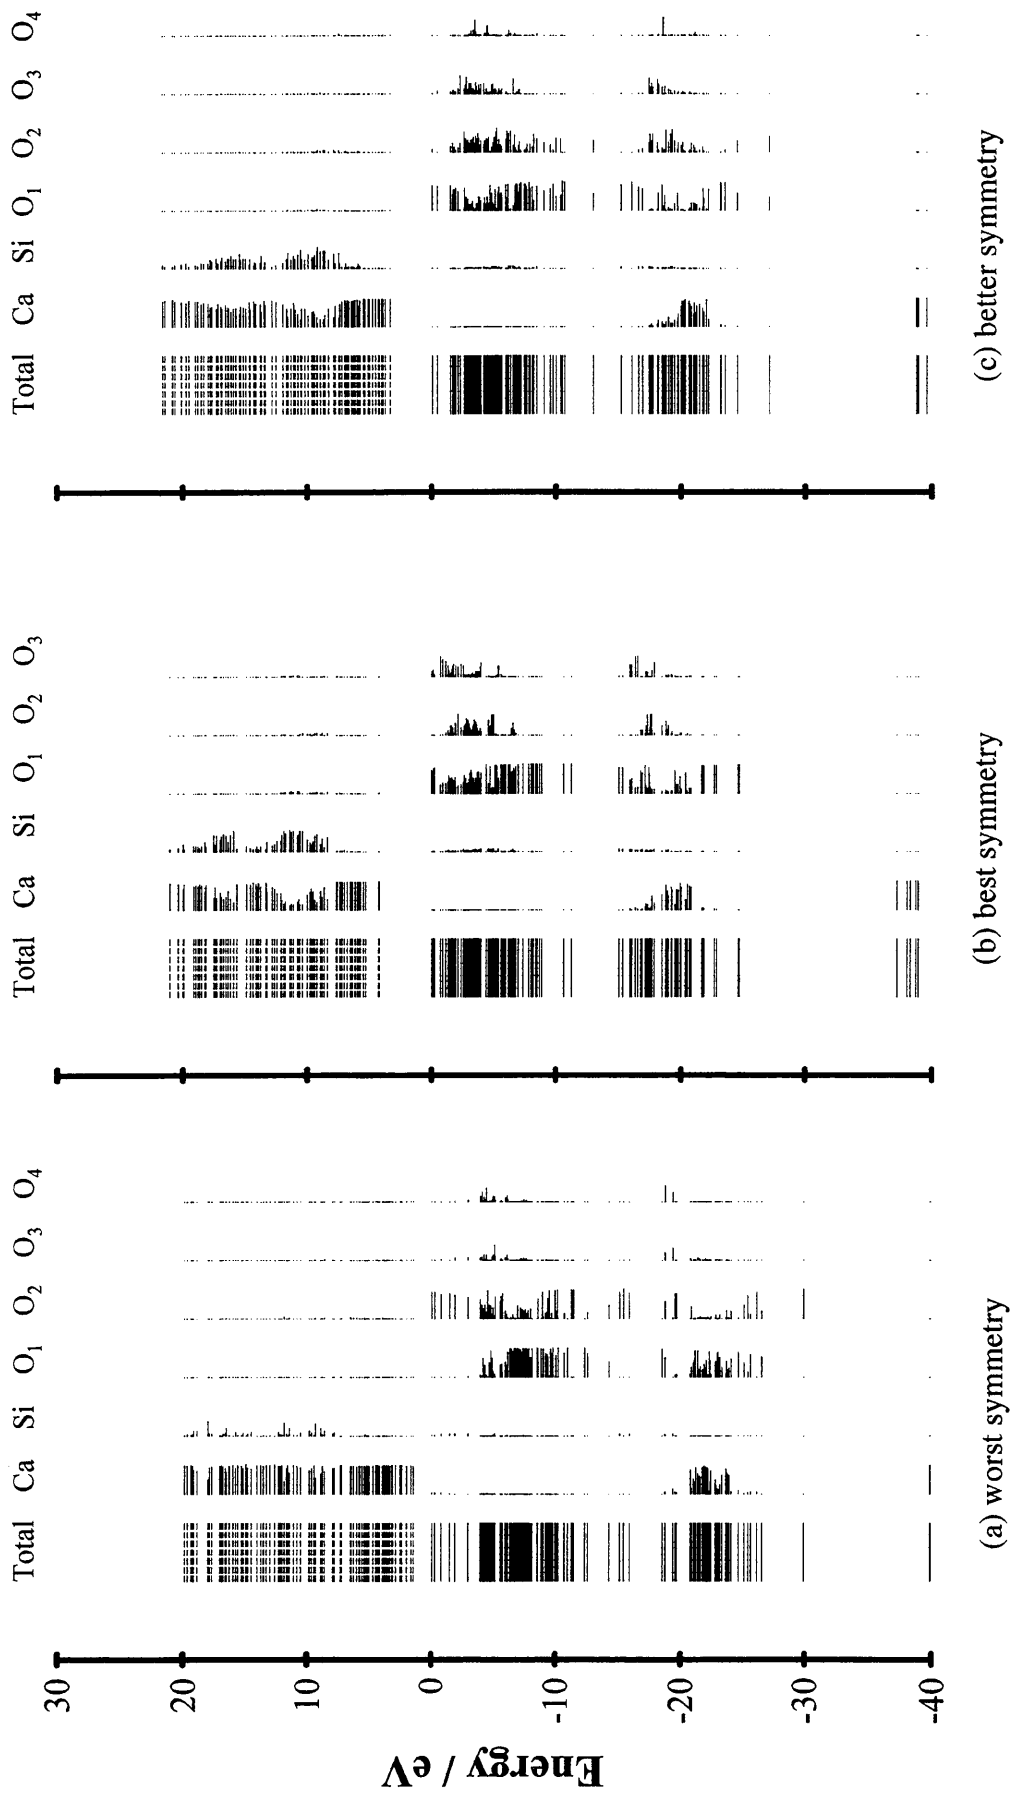 Energy / eV
30
20
10
0
-10
-20
-30
-40
Total Ca Si O₁ O₂ O₃ O₄
(a) worst symmetry
Total Ca Si O₁ O₂ O₃
(b) best symmetry
Total Ca Si O₁ O₂ O₃ O₄
(c) better symmetry